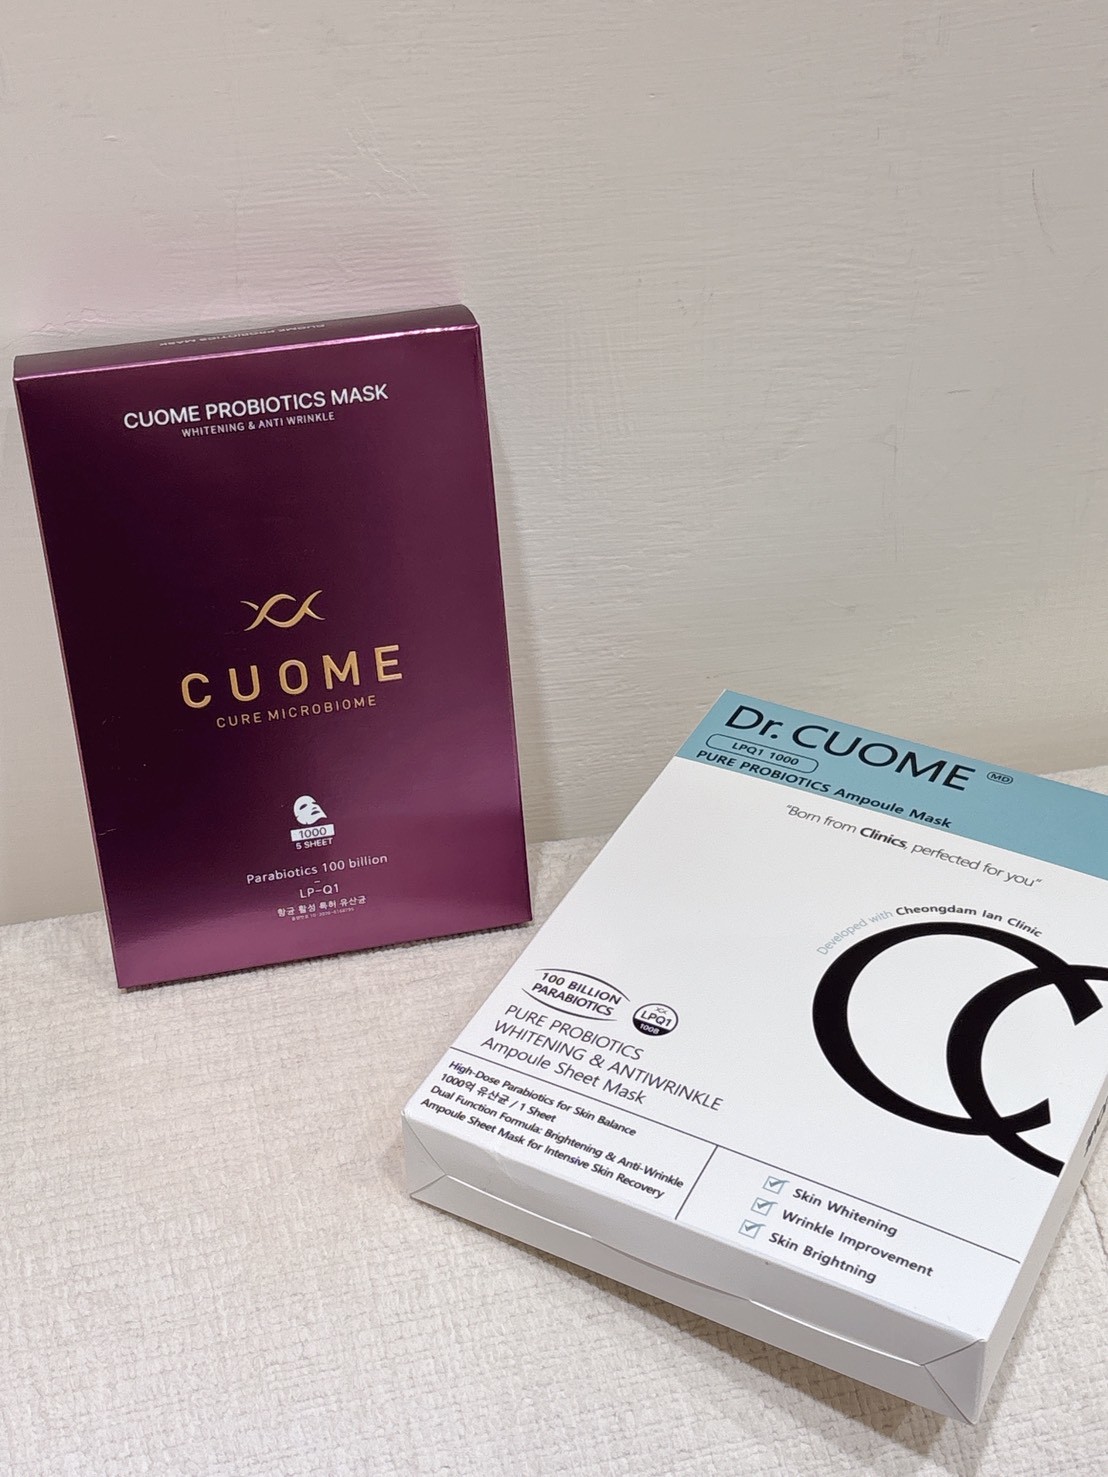 CUOME PROBIOTICS MASK
CUOME PROBIOTICS MASK
WHITENING & ANTI WRINKLE
CUOME
CURE MICROBIOME
1000
5 SHEET
Parabiotics 100 billion
LP-Q1
항균 활성 특허 유산균
Dr. CUOME MD
LPQ1 1000
PURE PROBIOTICS Ampoule Mask
"Born from Clinics, perfected for you"
Developed with Cheongdam Ian Clinic
100 BILLION
PARABIOTICS
LPQ1
100B
PURE PROBIOTICS
WHITENING & ANTIWRINKLE
Ampoule Sheet Mask
High-Dose Parabiotics for Skin Balance
1000억 유산균 / 1 Sheet
Dual Function Formula: Brightening & Anti-Wrinkle
Ampoule Sheet Mask for Intensive Skin Recovery
Skin Whitening
Wrinkle Improvement
Skin Brightning